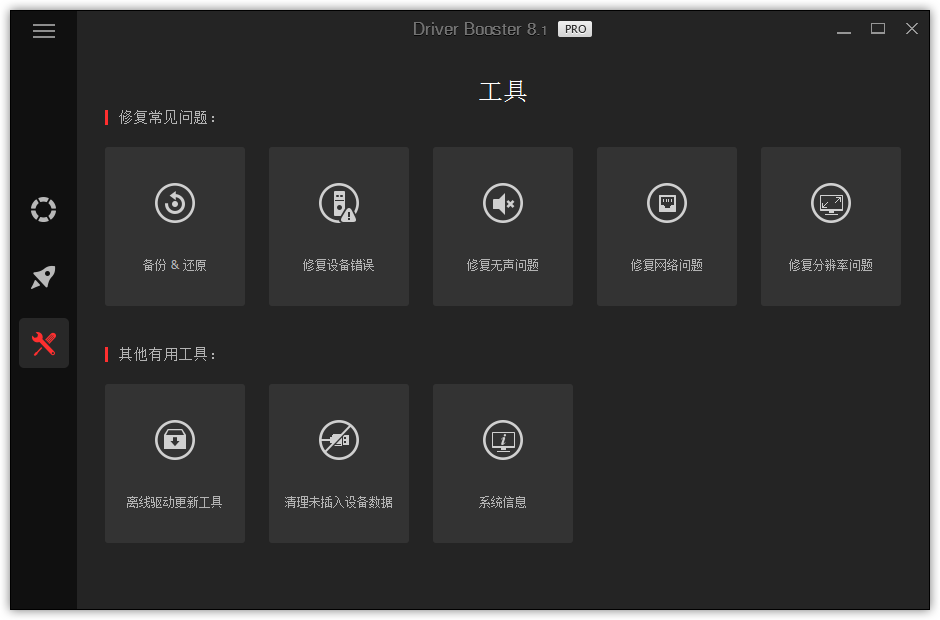 Driver Booster 8.1 PRO
工具
修复常见问题：
备份 & 还原
修复设备错误
修复无声问题
修复网络问题
修复分辨率问题
其他有用工具：
离线驱动更新工具
清理未插入设备数据
系统信息